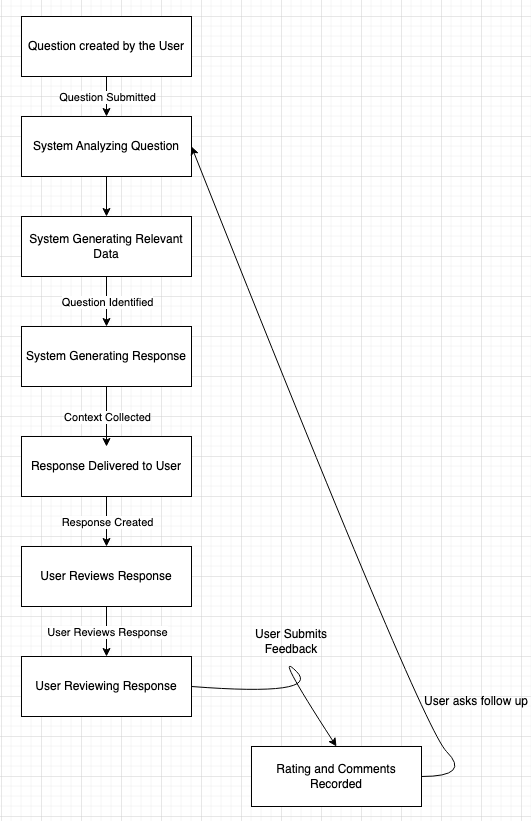 Question created by the User
Question Submitted
System Analyzing Question
System Generating Relevant
Data
Question Identified
System Generating Response
Context Collected
Response Delivered to User
Response Created
User Reviews Response
User Reviews Response
User Submits
Feedback
User Reviewing Response
User asks follow up
Rating and Comments
Recorded